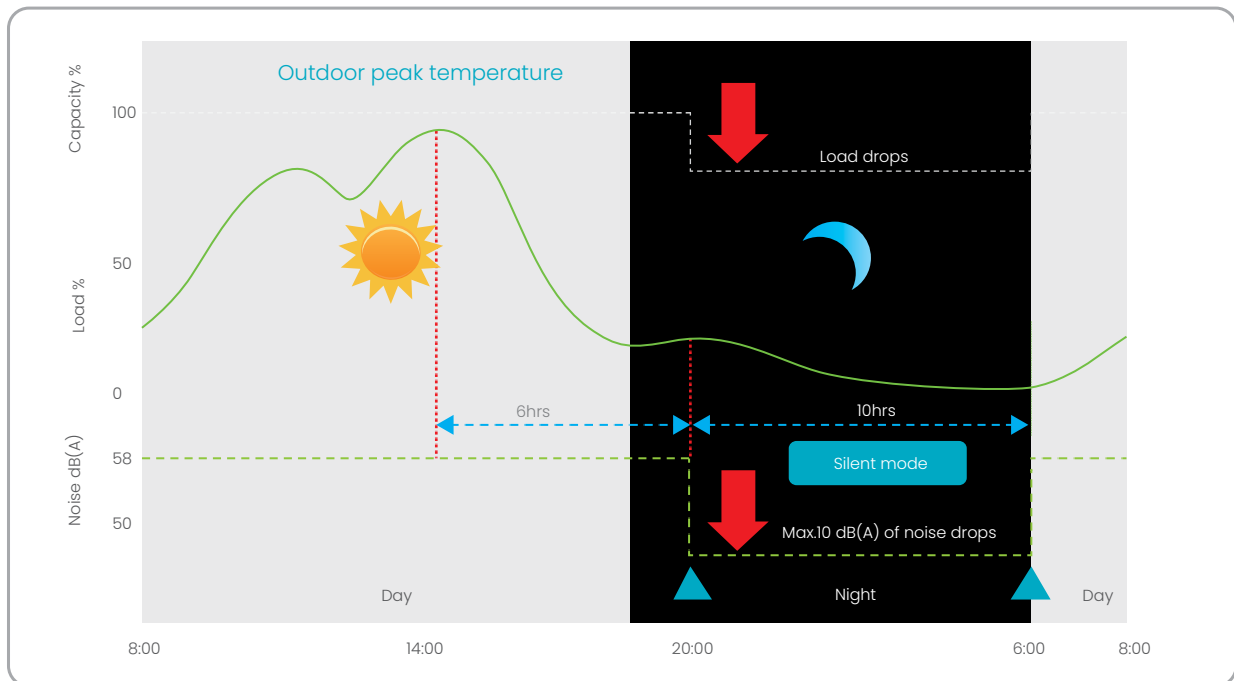 Outdoor peak temperature
Capacity %
100
Load drops
50
Load %
0
6hrs
10hrs
58
Silent mode
Noise dB(A)
50
Max.10 dB(A) of noise drops
Day
Night
Day
8:00
14:00
20:00
6:00
8:00